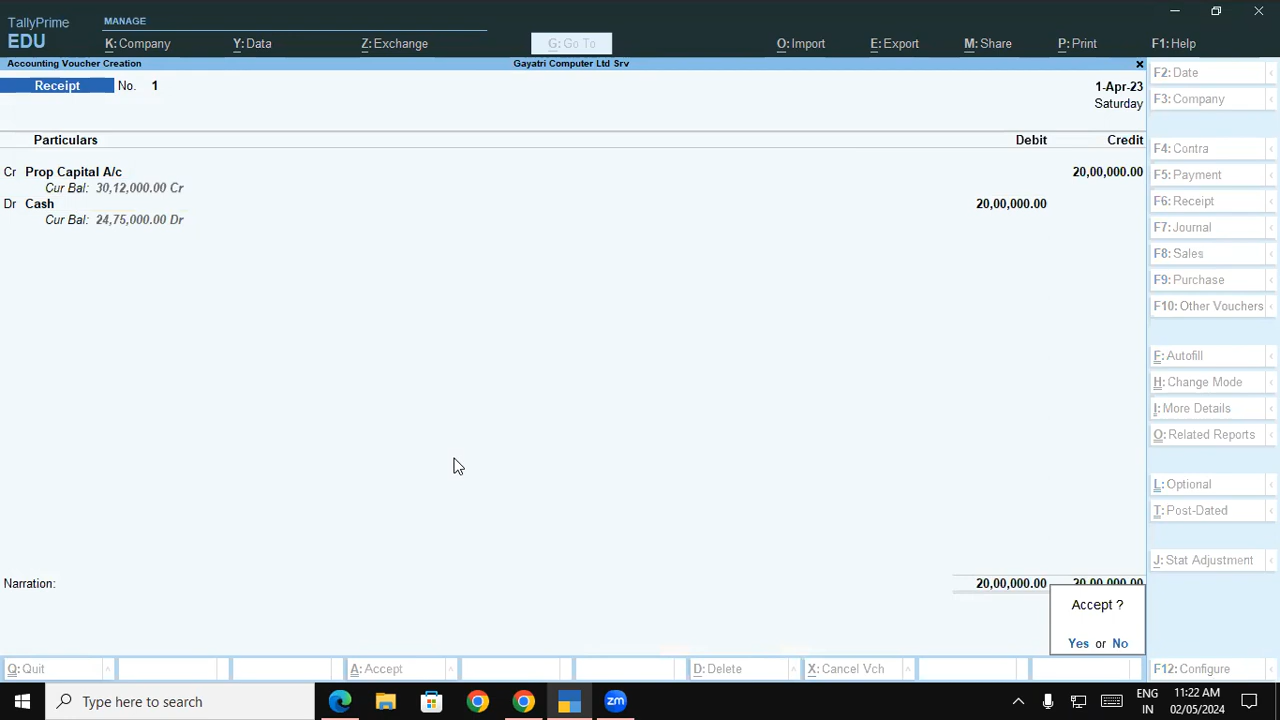 TallyPrime
EDU
MANAGE
K: Company
Y: Data
Z: Exchange
G: Go To
O: Import
E: Export
M: Share
P: Print
F1: Help
Accounting Voucher Creation
Gayatri Computer Ltd Srv
Receipt
No. 1
1-Apr-23
Saturday
Particulars
Debit
Credit
Cr Prop Capital A/c
20,00,000.00
Cur Bal: 30,12,000.00 Cr
Dr Cash
20,00,000.00
Cur Bal: 24,75,000.00 Dr
Narration:
20,00,000.00
20,00,000.00
Accept ?
Yes or No
F2: Date
F3: Company
F4: Contra
F5: Payment
F6: Receipt
F7: Journal
F8: Sales
F9: Purchase
F10: Other Vouchers
F: Autofill
H: Change Mode
I: More Details
O: Related Reports
L: Optional
T: Post-Dated
J: Stat Adjustment
Q: Quit
A: Accept
D: Delete
X: Cancel Vch
F12: Configure
Type here to search
zm
ENG
IN
11:22 AM
02/05/2024